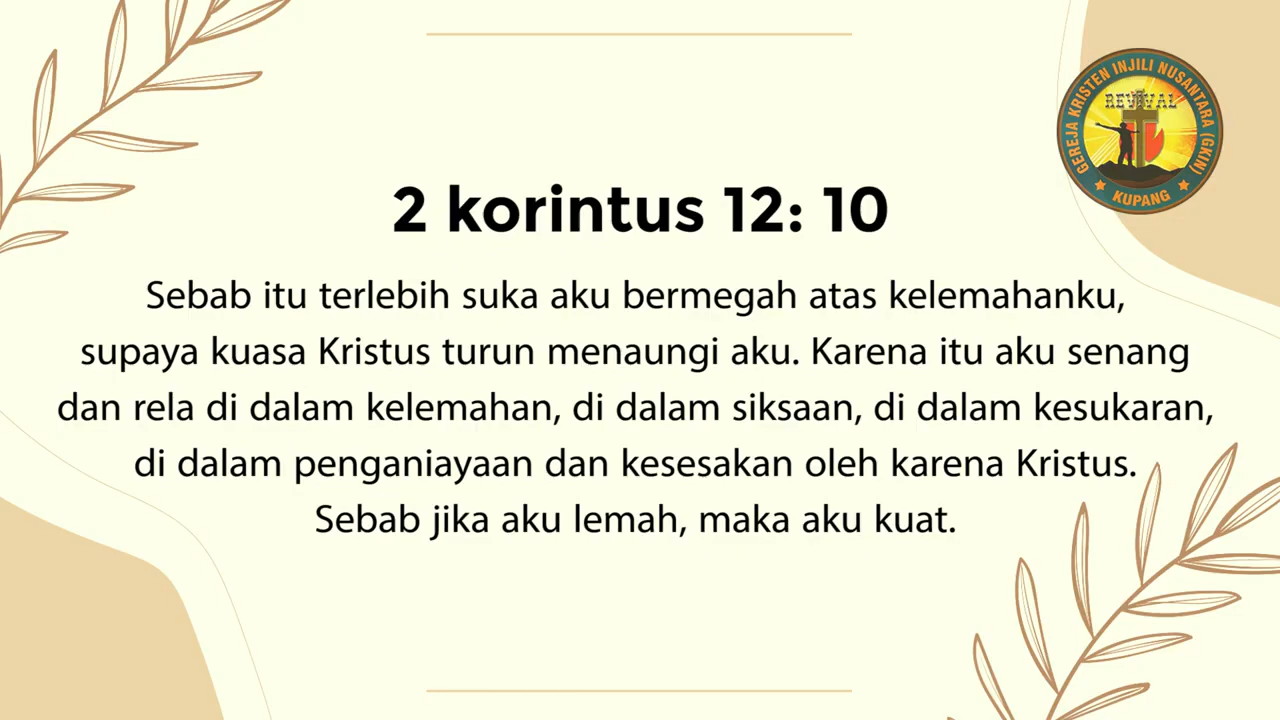 GEREJA KRISTEN INJILI NUSANTARA (GKIN)
REVIVAL
KUPANG
2 korintus 12: 10
Sebab itu terlebih suka aku bermegah atas kelemahanku,
supaya kuasa Kristus turun menaungi aku. Karena itu aku senang
dan rela di dalam kelemahan, di dalam siksaan, di dalam kesukaran,
di dalam penganiayaan dan kesesakan oleh karena Kristus.
Sebab jika aku lemah, maka aku kuat.